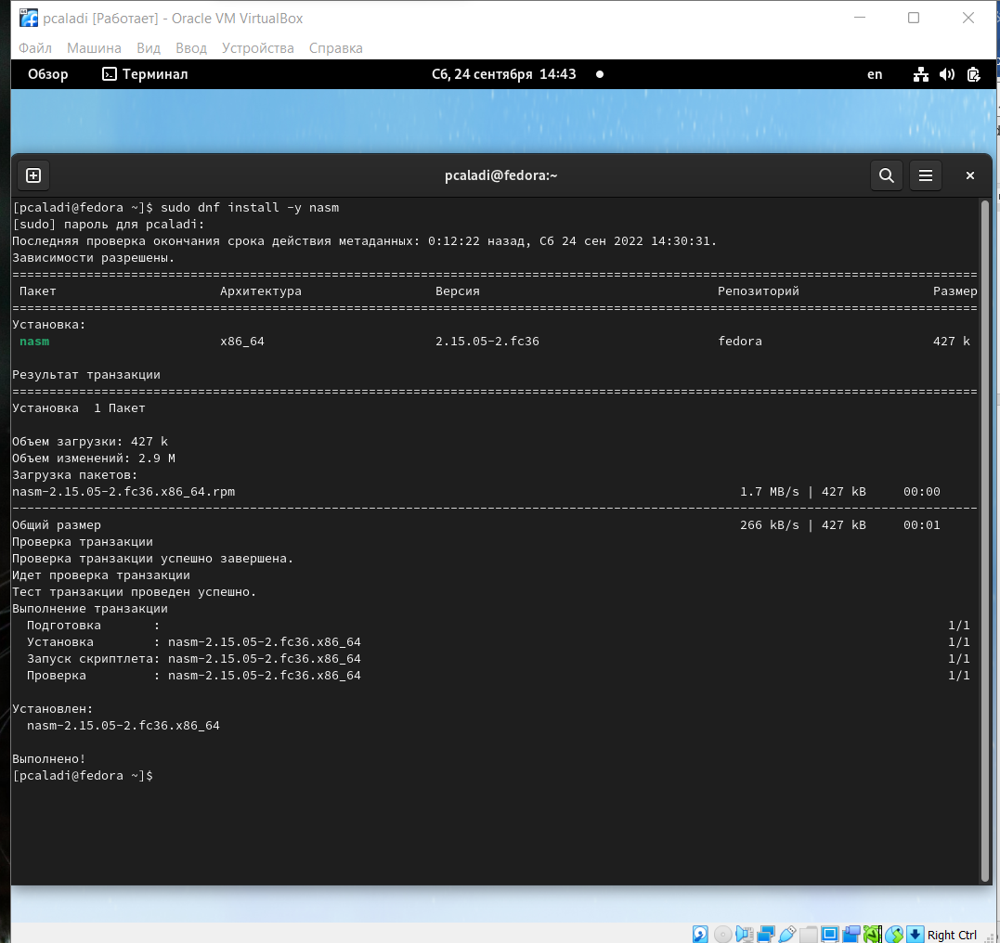 pcaladi [Работает] - Oracle VM VirtualBox
Файл Машина Вид Ввод Устройства Справка
Обзор Терминал Сб, 24 сентября 14:43 en
pcaladi@fedora:~
[pcaladi@fedora ~]$ sudo dnf install -y nasm
[sudo] пароль для pcaladi:
Последняя проверка окончания срока действия метаданных: 0:12:22 назад, Сб 24 сен 2022 14:30:31.
Зависимости разрешены.
Пакет Архитектура Версия Репозиторий Размер
Установка:
nasm x86_64 2.15.05-2.fc36 fedora 427 k
Результат транзакции
Установка 1 Пакет
Объем загрузки: 427 k
Объем изменений: 2.9 M
Загрузка пакетов:
nasm-2.15.05-2.fc36.x86_64.rpm 1.7 MB/s | 427 kB 00:00
Общий размер 266 kB/s | 427 kB 00:01
Проверка транзакции
Проверка транзакции успешно завершена.
Идет проверка транзакции
Тест транзакции проведен успешно.
Выполнение транзакции
Подготовка : 1/1
Установка : nasm-2.15.05-2.fc36.x86_64 1/1
Запуск скриптлета: nasm-2.15.05-2.fc36.x86_64 1/1
Проверка : nasm-2.15.05-2.fc36.x86_64 1/1
Установлен:
nasm-2.15.05-2.fc36.x86_64
Выполнено!
[pcaladi@fedora ~]$
Right Ctrl